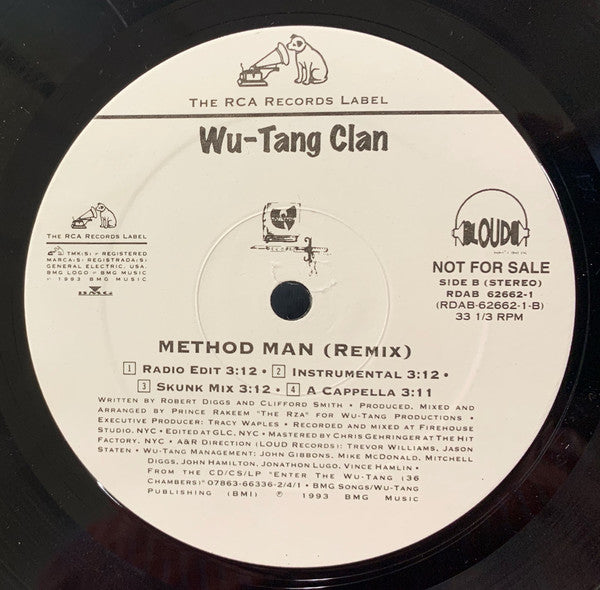 THE RCA RECORDS LABEL
Wu-Tang Clan
THE RCA RECORDS LABEL
TMK(S) ® REGISTERED
MARCA(S) REGISTRADA(S)
GENERAL ELECTRIC, USA.
BMG LOGO ® BMG MUSIC
© 1993 BMG MUSIC
BMG
LOUD
NOT FOR SALE
SIDE B (STEREO)
RDAB 62662-1
(RDAB-62662-1-B)
33 1/3 RPM
METHOD MAN (REMIX)
1 RADIO EDIT 3:12 • 2 INSTRUMENTAL 3:12 •
3 SKUNK MIX 3:12 • 4 A CAPPELLA 3:11
WRITTEN BY ROBERT DIGGS AND CLIFFORD SMITH • PRODUCED, MIXED AND
ARRANGED BY PRINCE RAKEEM "THE RZA" FOR WU-TANG PRODUCTIONS •
EXECUTIVE PRODUCER: TRACY WAPLES • RECORDED AND MIXED AT FIREHOUSE
STUDIO, NYC • EDITED AT GLC, NYC • MASTERED BY CHRIS GEHRINGER AT THE HIT
FACTORY, NYC • A&R DIRECTION (LOUD RECORDS): TREVOR WILLIAMS, JASON
STATEN • WU-TANG MANAGEMENT: JOHN GIBBONS, MIKE MCDONALD, MITCHELL
DIGGS, JOHN HAMILTON, JONATHON LUGO, VINCE HAMLIN •
FROM THE CD/CS/LP "ENTER THE WU-TANG (36
CHAMBERS)" 07863-66336-2/4/1 • BMG SONGS/WU-TANG
PUBLISHING (BMI) ℗ 1993 BMG MUSIC